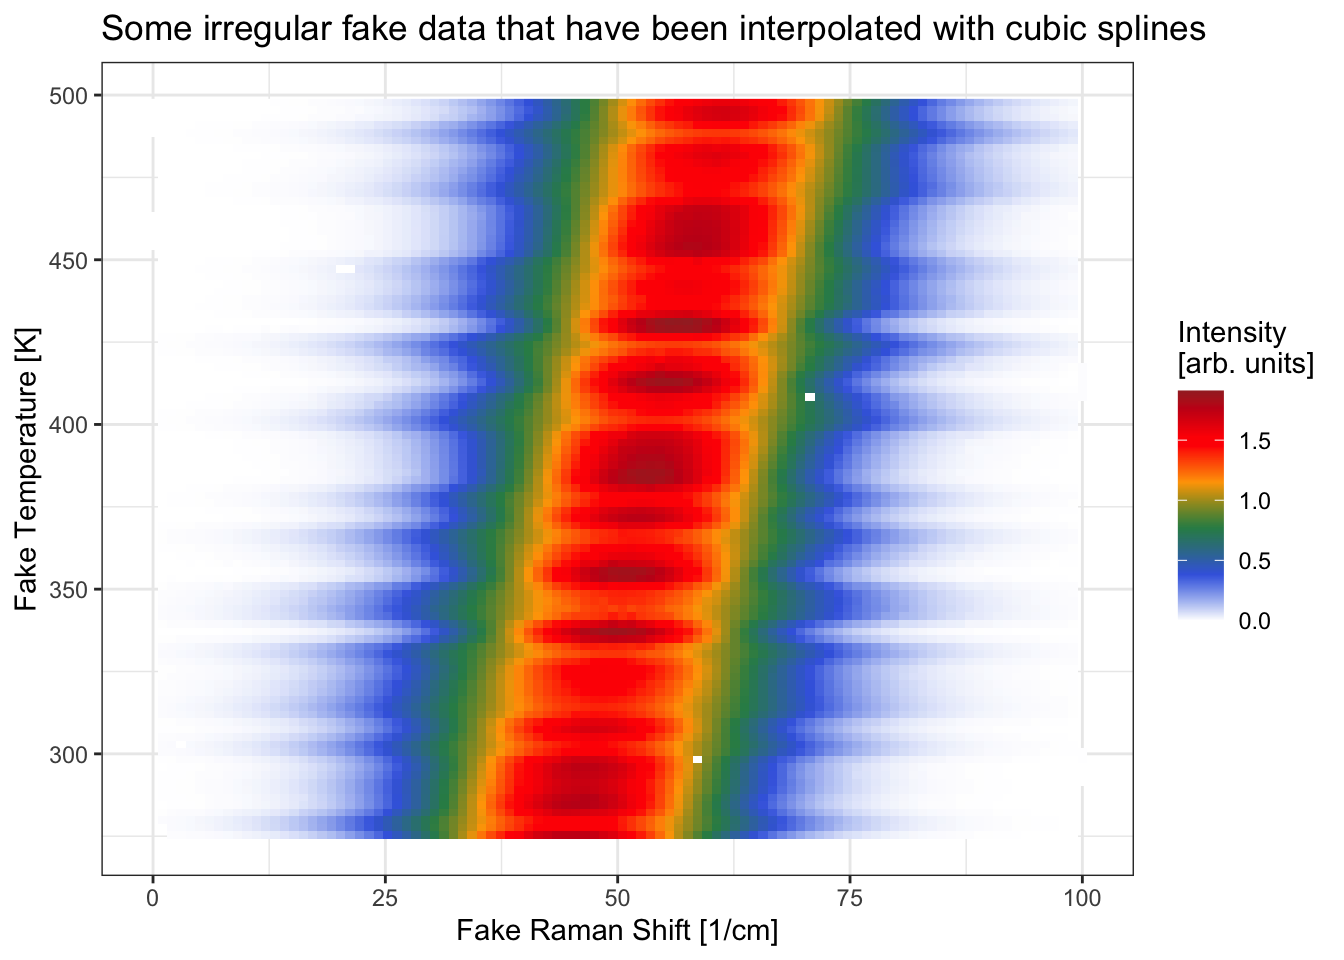 Some irregular fake data that have been interpolated with cubic splines
500
450
400
350
300
Fake Temperature [K]
0 25 50 75 100
Fake Raman Shift [1/cm]
Intensity
[arb. units]
1.5
1.0
0.5
0.0